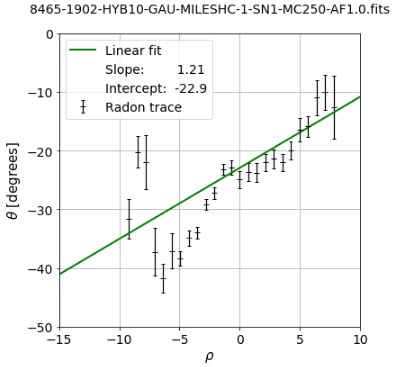 8465-1902-HYB10-GAU-MILESHC-1-SN1-MC250-AF1.0.fits
Linear fit
Slope: 1.21
Intercept: -22.9
Radon trace
θ [degrees]
0
−10
−20
−30
−40
−50
−15
−10
−5
0
5
10
ρ